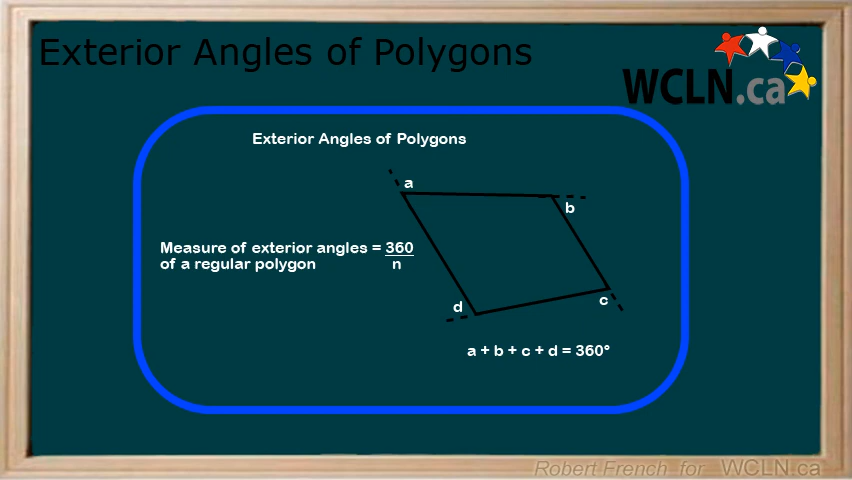 Exterior Angles of Polygons
WCLN.ca
Exterior Angles of Polygons
a
b
Measure of exterior angles = 360
of a regular polygon n
d
c
a + b + c + d = 360°
Robert French for WCLN.ca